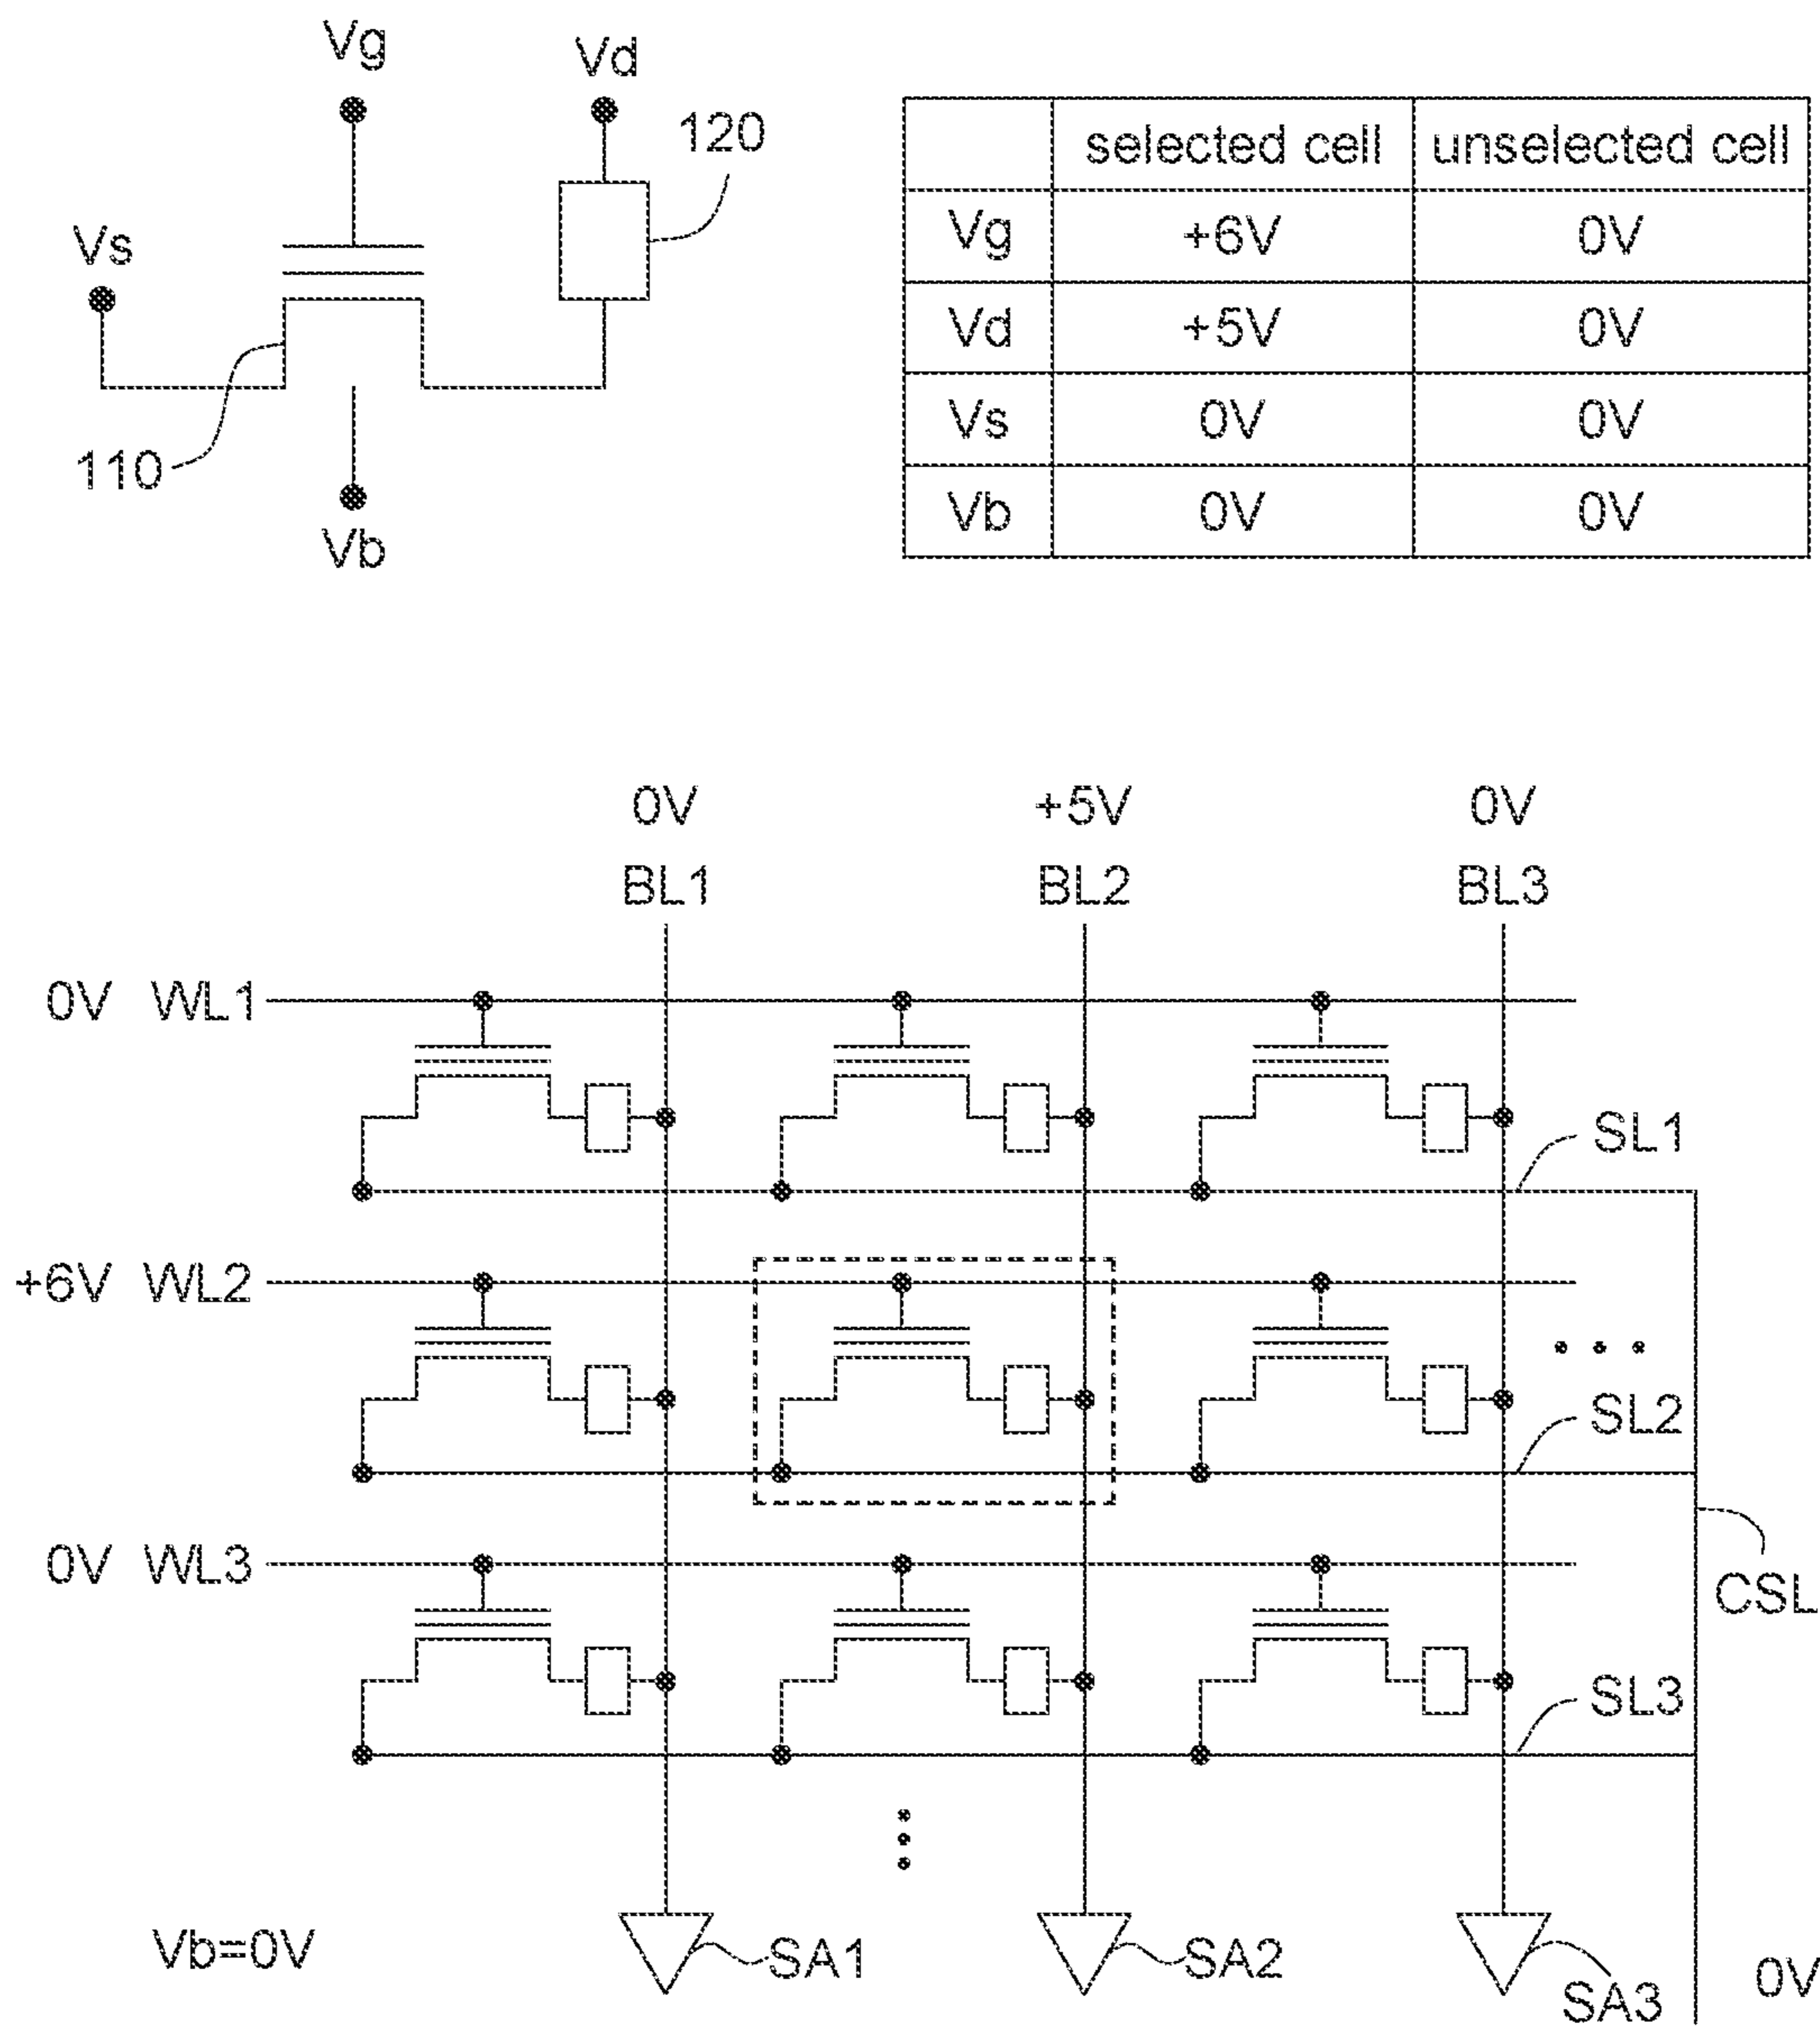 Vg
Vd
120
Vs
110
Vb
selected cell unselected cell
Vg +6V 0V
Vd +5V 0V
Vs 0V 0V
Vb 0V 0V
0V +5V 0V
BL1 BL2 BL3
0V WL1
SL1
+6V WL2
SL2
0V WL3
CSL
SL3
Vb=0V
SA1
SA2
SA3
0V